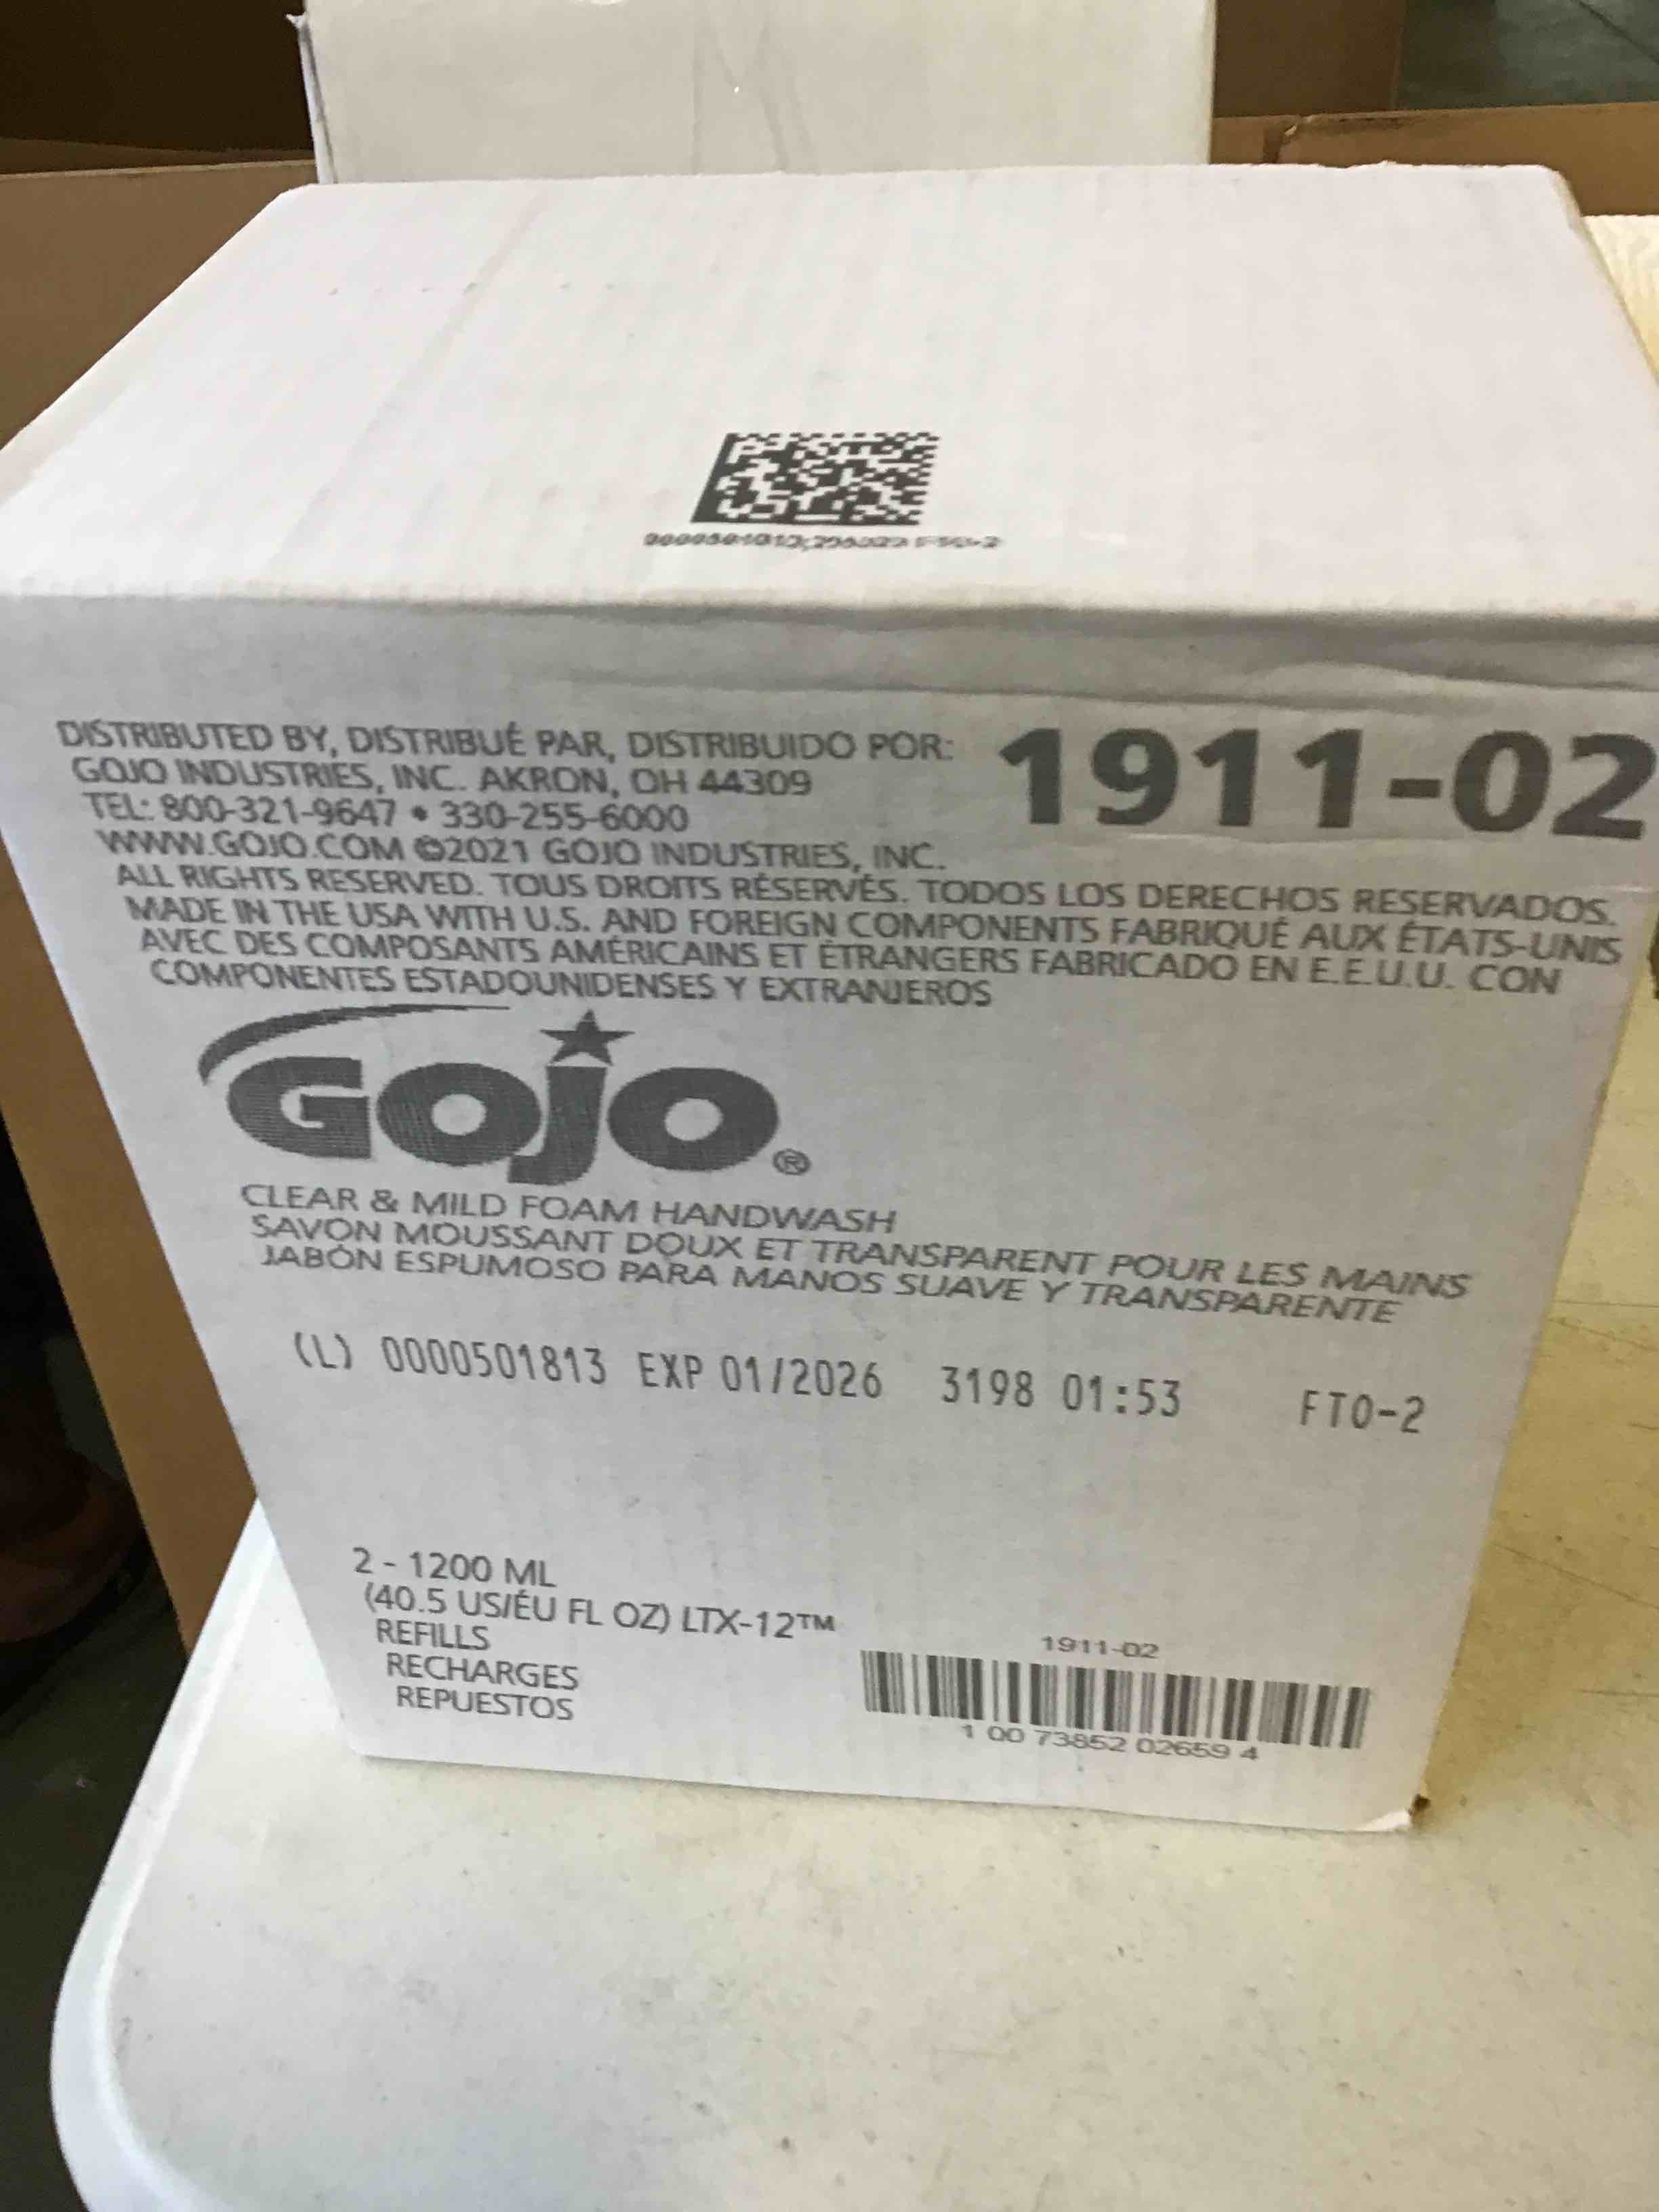 DISTRIBUTED BY, DISTRIBUÉ PAR, DISTRIBUIDO POR:
1911-02
GOJO INDUSTRIES, INC. AKRON, OH 44309
TEL: 800-321-9647 • 330-255-6000
WWW.GOJO.COM ©2021 GOJO INDUSTRIES, INC.
ALL RIGHTS RESERVED. TOUS DROITS RÉSERVÉS. TODOS LOS DERECHOS RESERVADOS.
MADE IN THE USA WITH U.S. AND FOREIGN COMPONENTS FABRIQUÉ AUX ÉTATS-UNIS
AVEC DES COMPOSANTS AMÉRICAINS ET ÉTRANGERS FABRICADO EN E.E.U.U. CON
COMPONENTES ESTADOUNIDENSES Y EXTRANJEROS
GOJO®
CLEAR & MILD FOAM HANDWASH
SAVON MOUSSANT DOUX ET TRANSPARENT POUR LES MAINS
JABÓN ESPUMOSO PARA MANOS SUAVE Y TRANSPARENTE
(L) 0000501813 EXP 01/2026 3198 01:53 FTO-2
2 - 1200 ML
(40.5 US/ÉU FL OZ) LTX-12™
REFILLS
RECHARGES
REPUESTOS
1911-02
1 00 73852 02659 4